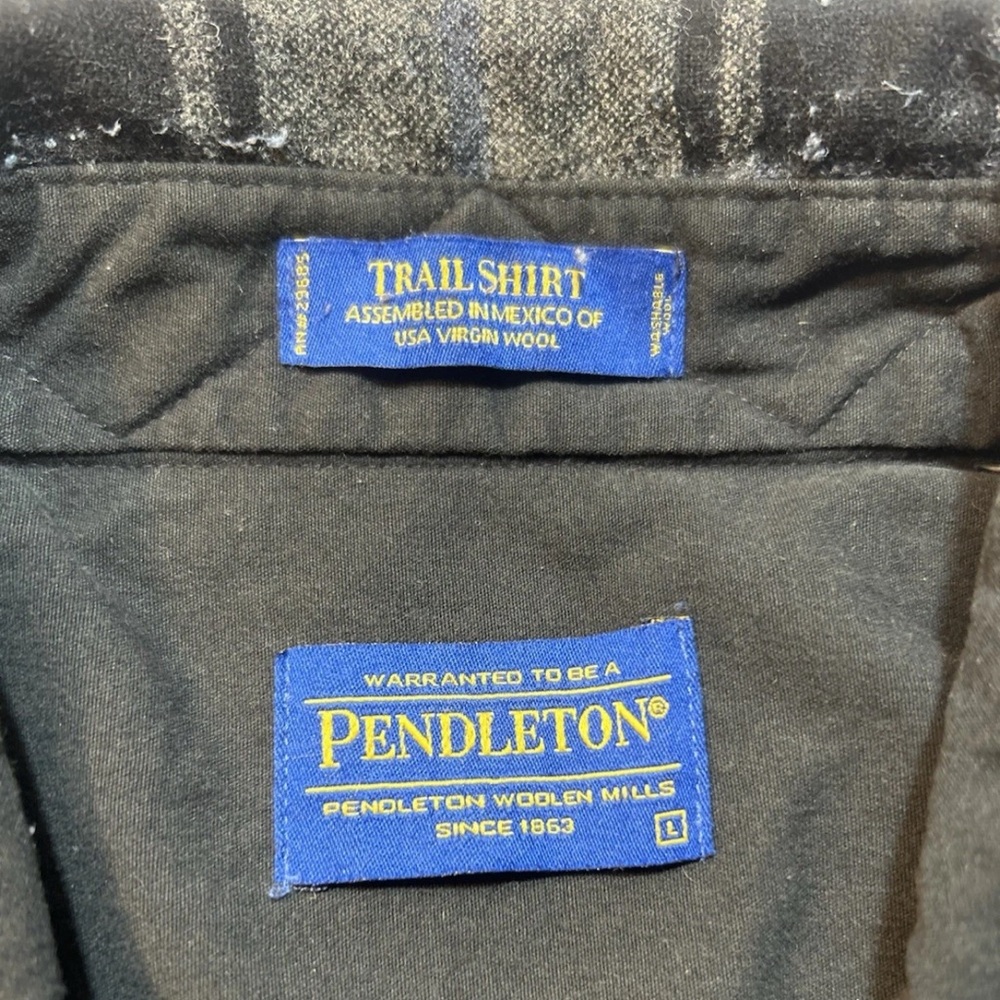 RN#29685
TRAIL SHIRT
ASSEMBLED IN MEXICO OF
USA VIRGIN WOOL
WASHABLE
WOOL
WARRANTED TO BE A
PENDLETON®
PENDLETON WOOLEN MILLS
SINCE 1863
L